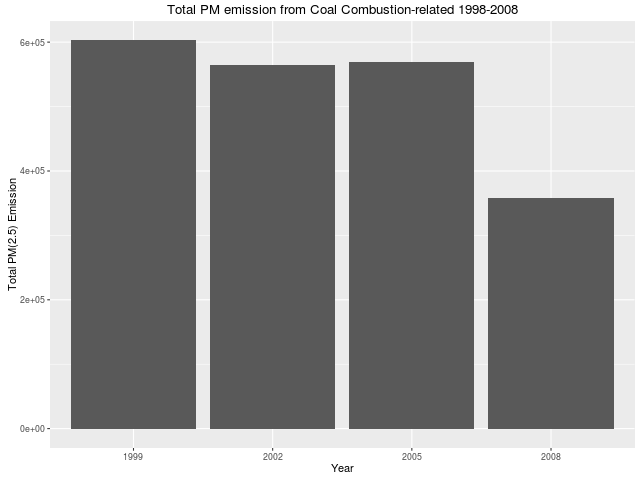 Total PM emission from Coal Combustion-related 1998-2008
Total PM(2.5) Emission
6e+05
4e+05
2e+05
0e+00
1999 2002 2005 2008
Year